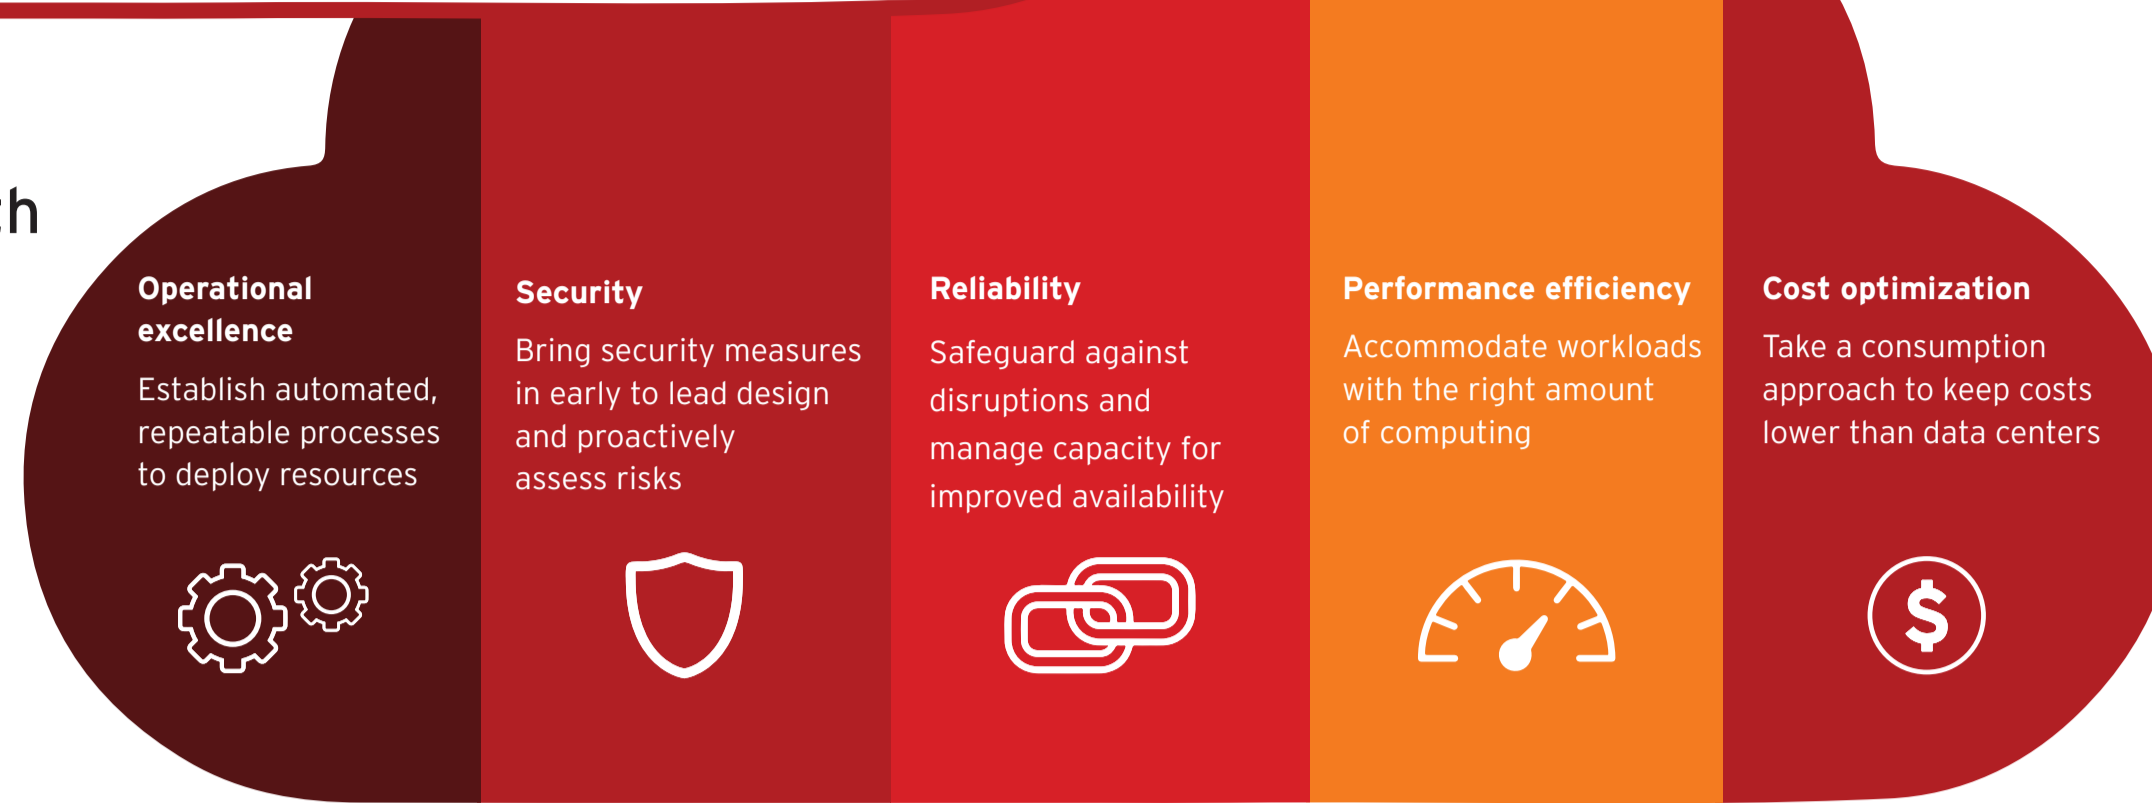 Operational
excellence
Establish automated,
repeatable processes
to deploy resources
Security
Bring security measures
in early to lead design
and proactively
assess risks
Reliability
Safeguard against
disruptions and
manage capacity for
improved availability
Performance efficiency
Accommodate workloads
with the right amount
of computing
Cost optimization
Take a consumption
approach to keep costs
lower than data centers
$